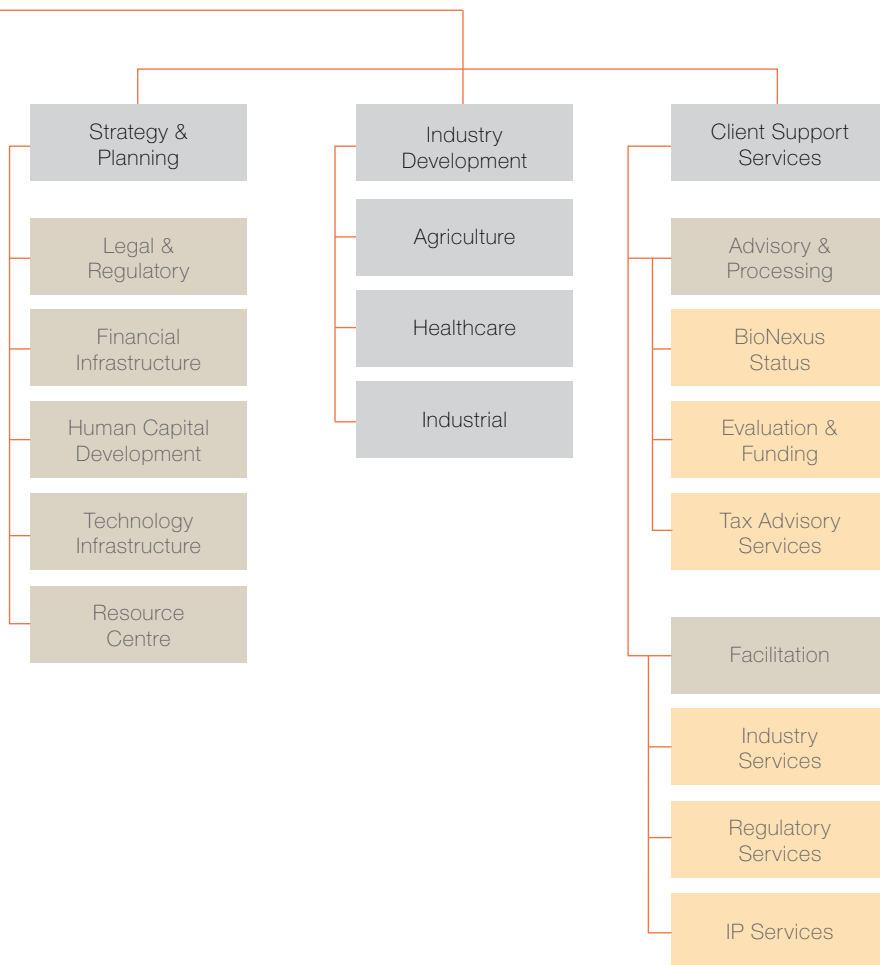 Strategy &
Planning
Legal &
Regulatory
Financial
Infrastructure
Human Capital
Development
Technology
Infrastructure
Resource
Centre
Industry
Development
Agriculture
Healthcare
Industrial
Client Support
Services
Advisory &
Processing
BioNexus
Status
Evaluation &
Funding
Tax Advisory
Services
Facilitation
Industry
Services
Regulatory
Services
IP Services